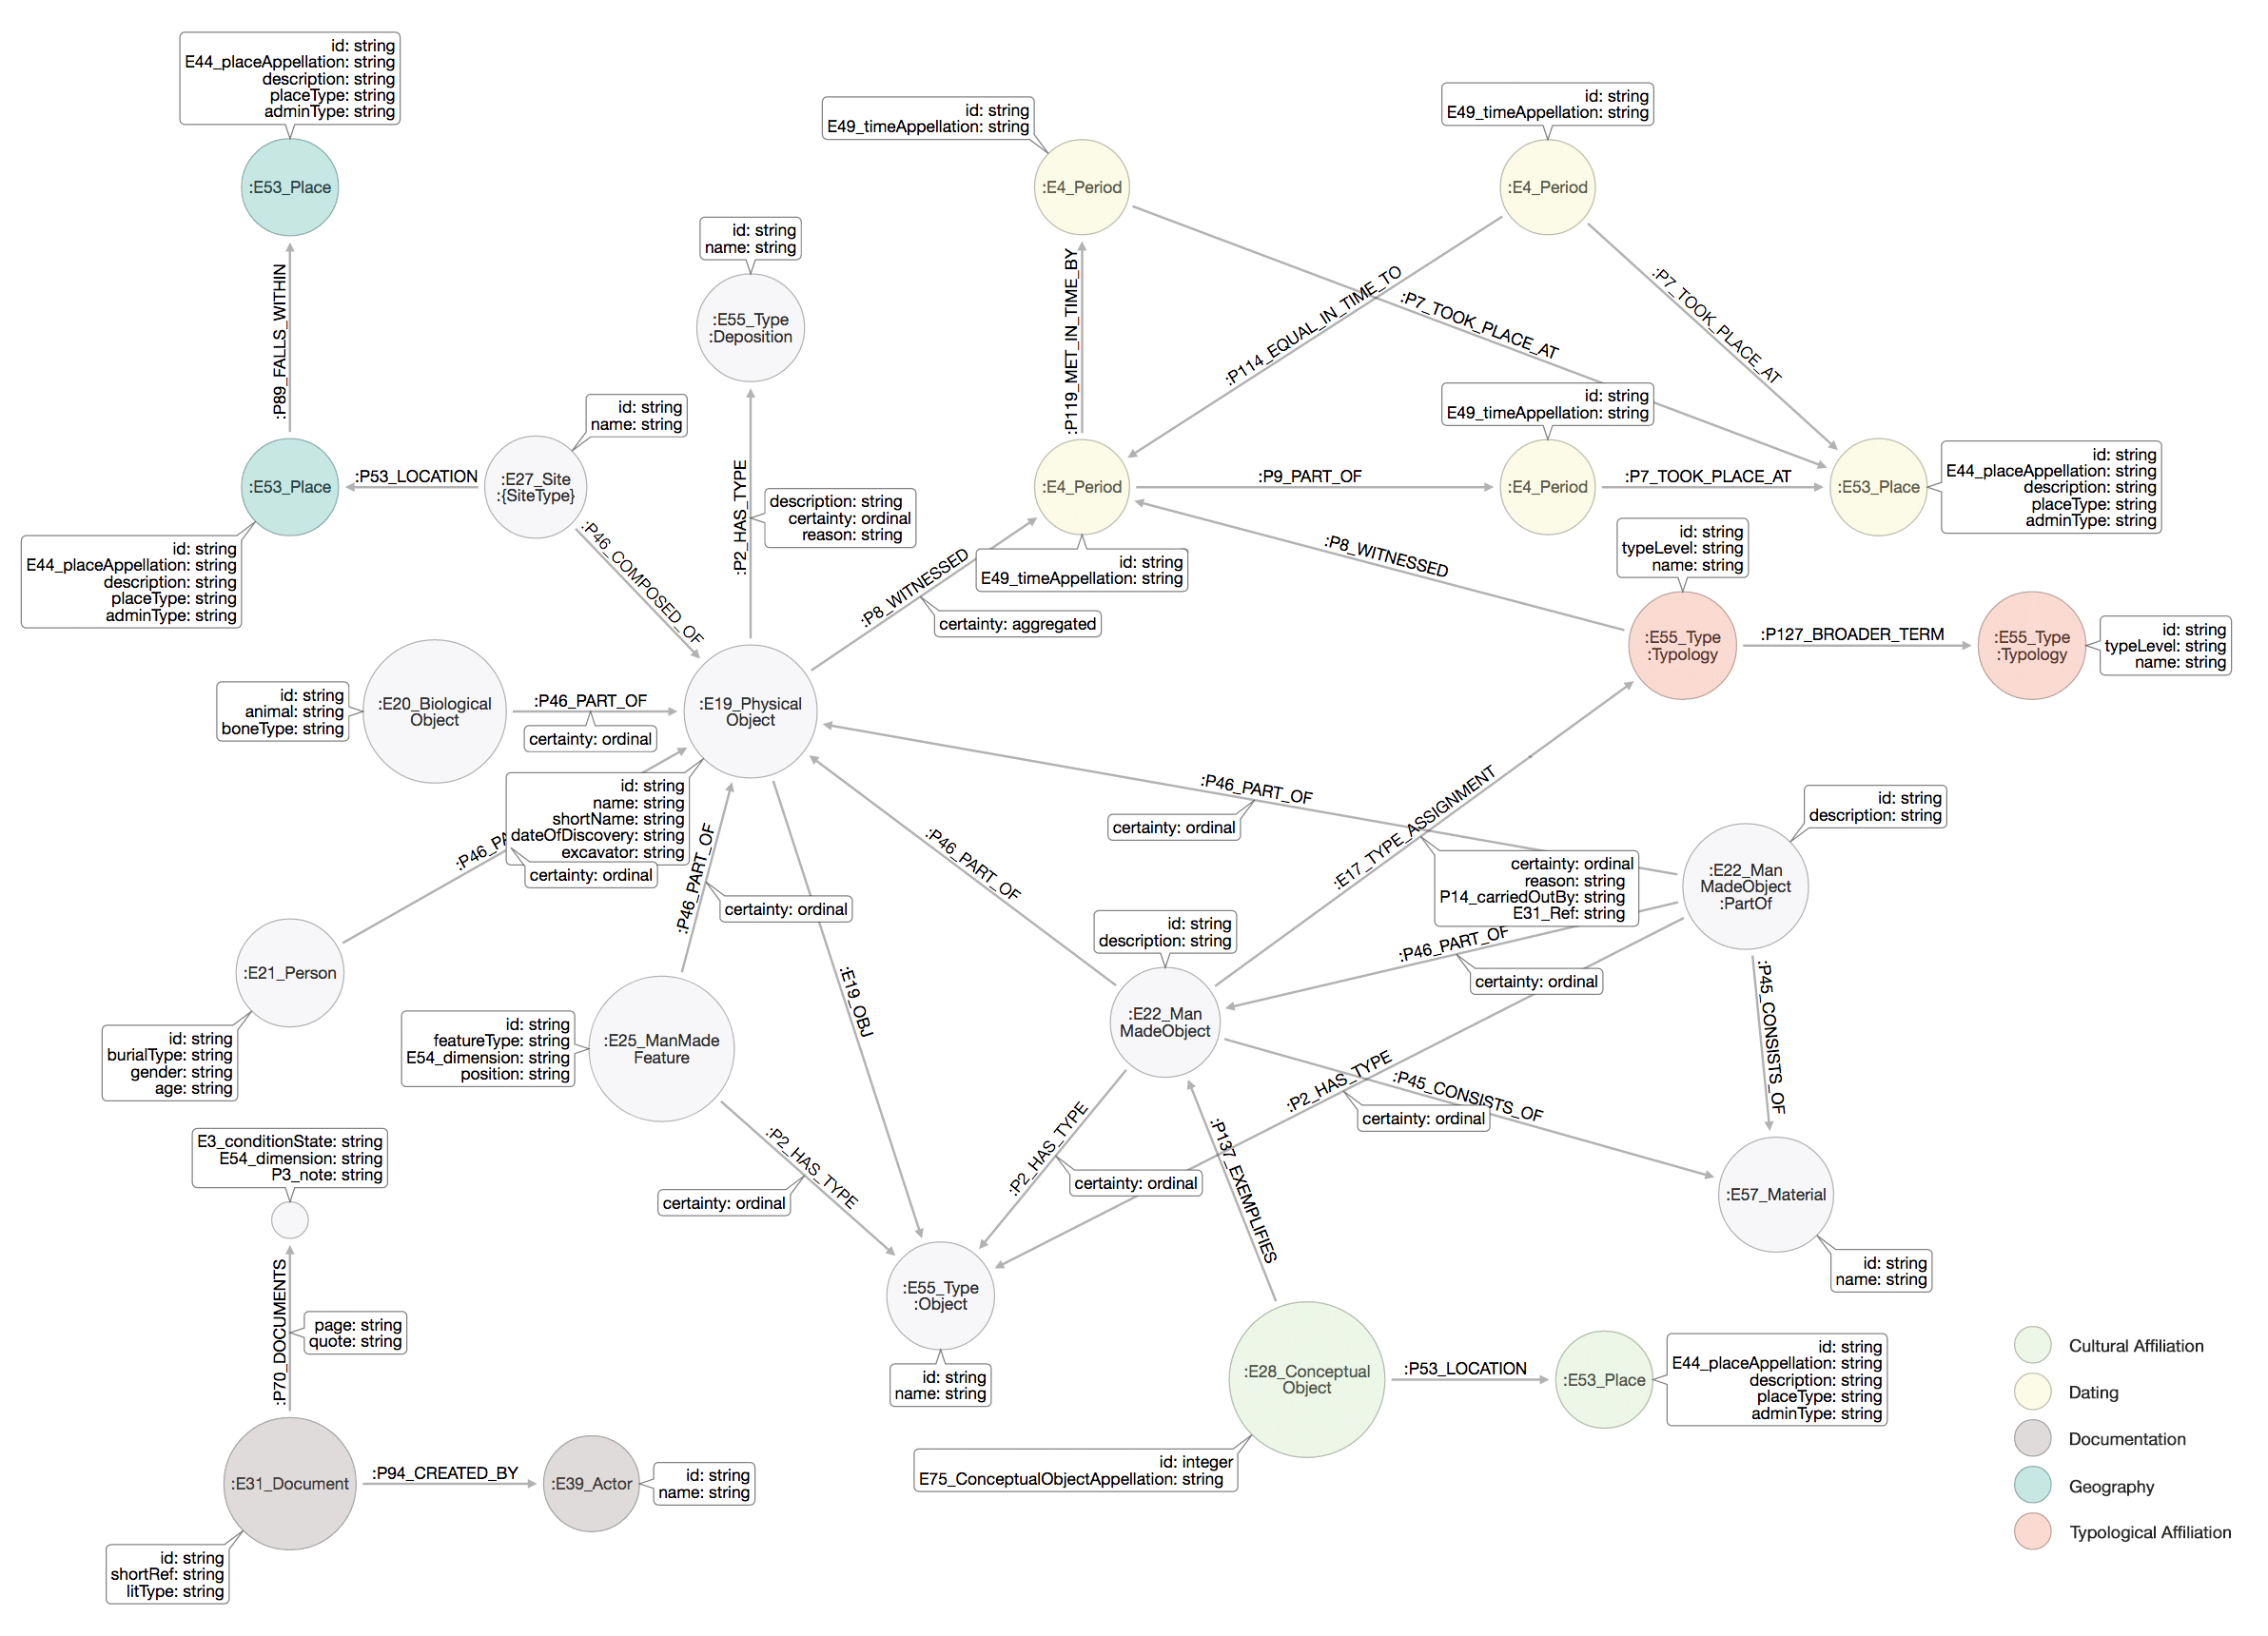 id: string
E44_placeAppellation: string
description: string
placeType: string
adminType: string
:E53_Place
:P89_FALLS_WITHIN
:E53_Place
id: string
E44_placeAppellation: string
description: string
placeType: string
adminType: string
:P53_LOCATION
:E27_Site
:{SiteType}
id: string
name: string
:P46_COMPOSED_OF
id: string
name: string
:E55_Type
:Deposition
:P2_HAS_TYPE
description: string
certainty: ordinal
reason: string
id: string
E49_timeAppellation: string
:E4_Period
id: string
E49_timeAppellation: string
:E4_Period
:P119_MET_IN_TIME_BY
:P114_EQUAL_IN_TIME_TO
:P7_TOOK_PLACE_AT
:P7_TOOK_PLACE_AT
id: string
E49_timeAppellation: string
:E4_Period
:P9_PART_OF
:E4_Period
:P7_TOOK_PLACE_AT
:E53_Place
id: string
E44_placeAppellation: string
description: string
placeType: string
adminType: string
id: string
E49_timeAppellation: string
:P8_WITNESSED
certainty: aggregated
:P8_WITNESSED
id: string
typeLevel: string
name: string
:E55_Type
:Typology
:P127_BROADER_TERM
:E55_Type
:Typology
id: string
typeLevel: string
name: string
id: string
animal: string
boneType: string
:E20_Biological
Object
:P46_PART_OF
certainty: ordinal
:E19_Physical
Object
id: string
name: string
shortName: string
dateOfDiscovery: string
excavator: string
certainty: ordinal
:E21_Person
id: string
burialType: string
gender: string
age: string
:P46_PART_OF
certainty: ordinal
id: string
featureType: string
E54_dimension: string
position: string
:E25_ManMade
Feature
:P2_HAS_TYPE
certainty: ordinal
:E19_OBJ
:P46_PART_OF
:P46_PART_OF
certainty: ordinal
:E17_TYPE_ASSIGNMENT
certainty: ordinal
reason: string
P14_carriedOutBy: string
E31_Ref: string
id: string
description: string
:E22_Man
MadeObject
:PartOf
:P46_PART_OF
certainty: ordinal
id: string
description: string
:E22_Man
MadeObject
:P2_HAS_TYPE
certainty: ordinal
:P45_CONSISTS_OF
:P45_CONSISTS_OF
:P2_HAS_TYPE
certainty: ordinal
:P137_EXEMPLIFIES
:E57_Material
id: string
name: string
:E55_Type
:Object
id: string
name: string
:E28_Conceptual
Object
id: integer
E75_ConceptualObjectAppellation: string
:P53_LOCATION
:E53_Place
id: string
E44_placeAppellation: string
description: string
placeType: string
adminType: string
E3_conditionState: string
E54_dimension: string
P3_note: string
:P70_DOCUMENTS
page: string
quote: string
:E31_Document
id: string
shortRef: string
litType: string
:P94_CREATED_BY
:E39_Actor
id: string
name: string
Cultural Affiliation
Dating
Documentation
Geography
Typological Affiliation